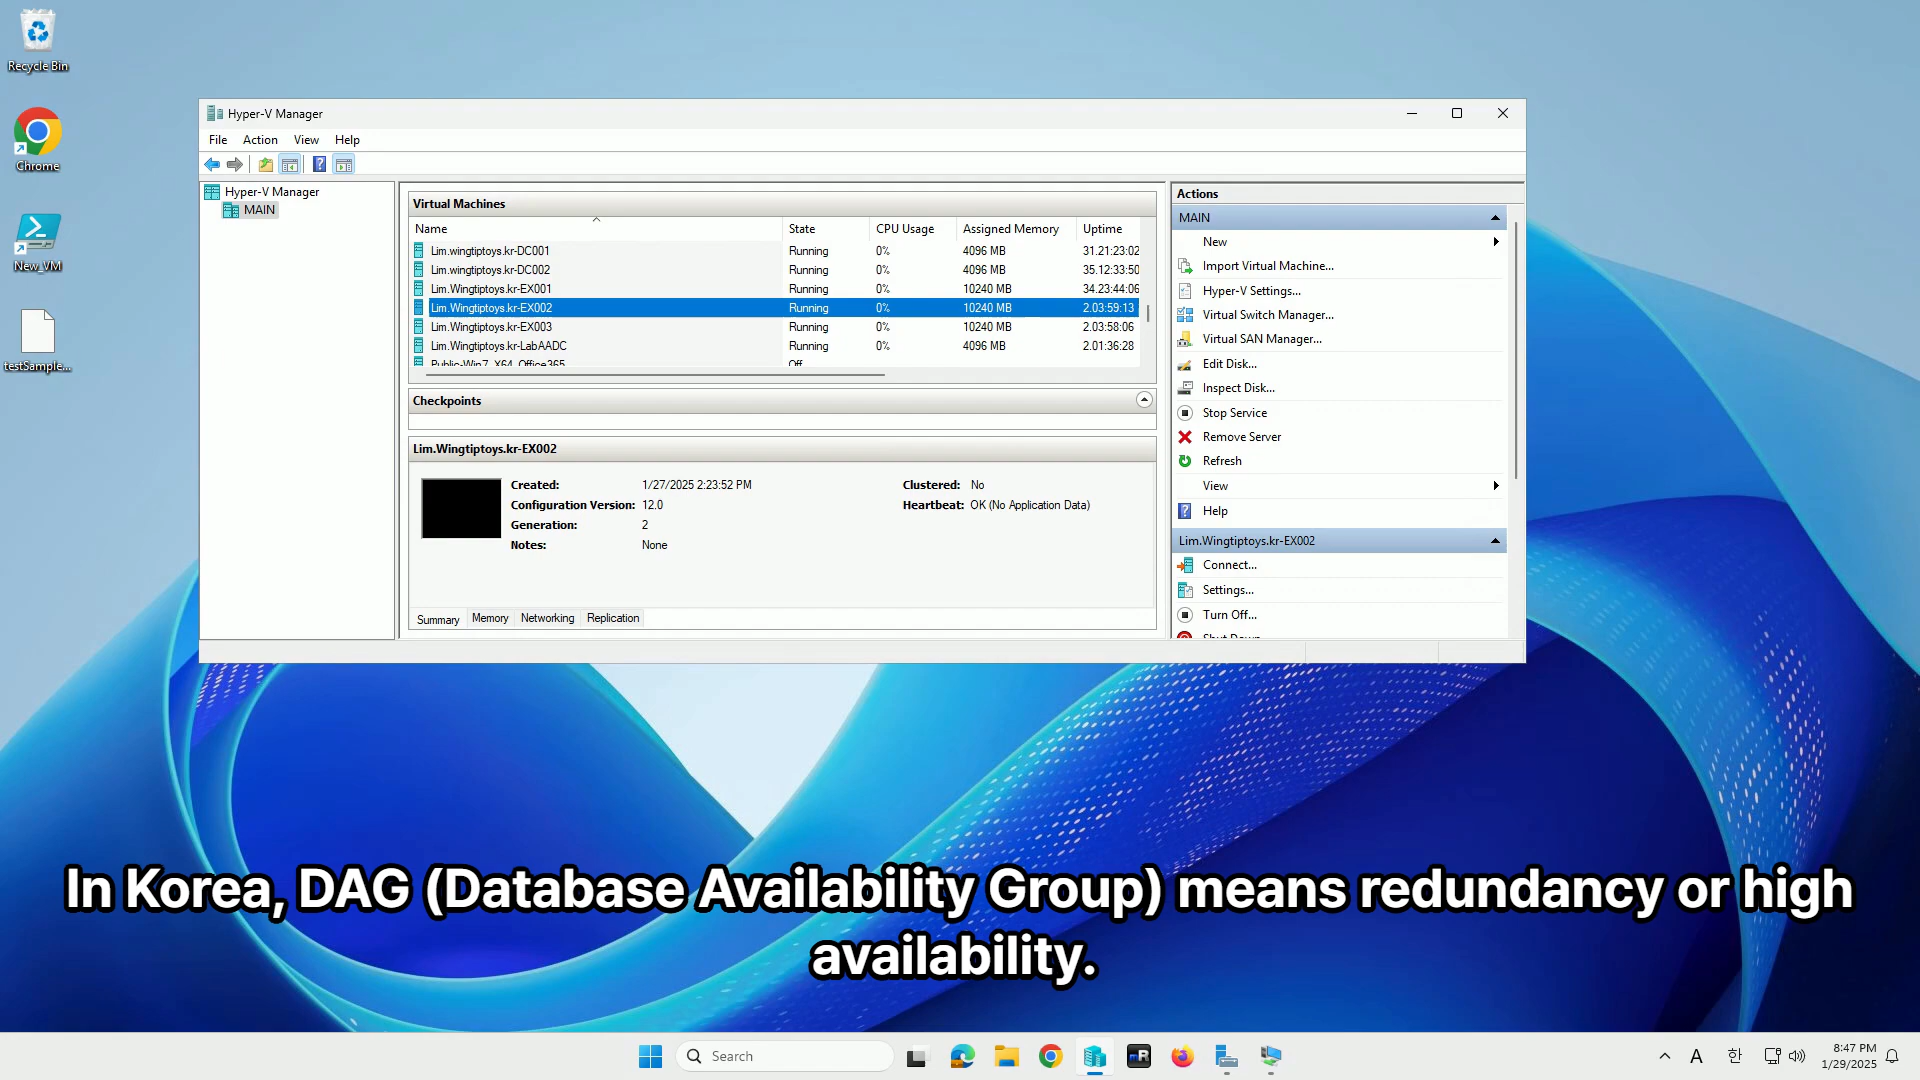 Recycle Bin
Chrome
New_VM
testSample...
Hyper-V Manager
File Action View Help
Hyper-V Manager
MAIN
Virtual Machines
Name State CPU Usage Assigned Memory Uptime
Lim.wingtiptoys.kr-DC001 Running 0% 4096 MB 31.21:23:02
Lim.wingtiptoys.kr-DC002 Running 0% 4096 MB 35.12:33:50
Lim.Wingtiptoys.kr-EX001 Running 0% 10240 MB 34.23:44:06
Lim.Wingtiptoys.kr-EX002 Running 0% 10240 MB 2.03:59:13
Lim.Wingtiptoys.kr-EX003 Running 0% 10240 MB 2.03:58:06
Lim.Wingtiptoys.kr-LabAADC Running 0% 4096 MB 2.01:36:28
Public-Win7_X64_Office365 Off
Checkpoints
Lim.Wingtiptoys.kr-EX002
Created: 1/27/2025 2:23:52 PM Clustered: No
Configuration Version: 12.0 Heartbeat: OK (No Application Data)
Generation: 2
Notes: None
Summary Memory Networking Replication
Actions
MAIN
New
Import Virtual Machine...
Hyper-V Settings...
Virtual Switch Manager...
Virtual SAN Manager...
Edit Disk...
Inspect Disk...
Stop Service
Remove Server
Refresh
View
Help
Lim.Wingtiptoys.kr-EX002
Connect...
Settings...
Turn Off...
Shut Down...
In Korea, DAG (Database Availability Group) means redundancy or high
availability.
Search
mR
A 한 8:47 PM
1/29/2025